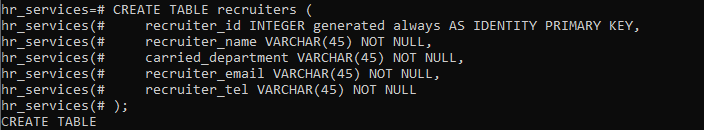 hr_services=# CREATE TABLE recruiters (
hr_services(#     recruiter_id INTEGER generated always AS IDENTITY PRIMARY KEY,
hr_services(#     recruiter_name VARCHAR(45) NOT NULL,
hr_services(#     carried_department VARCHAR(45) NOT NULL,
hr_services(#     recruiter_email VARCHAR(45) NOT NULL,
hr_services(#     recruiter_tel VARCHAR(45) NOT NULL
hr_services(# );
CREATE TABLE